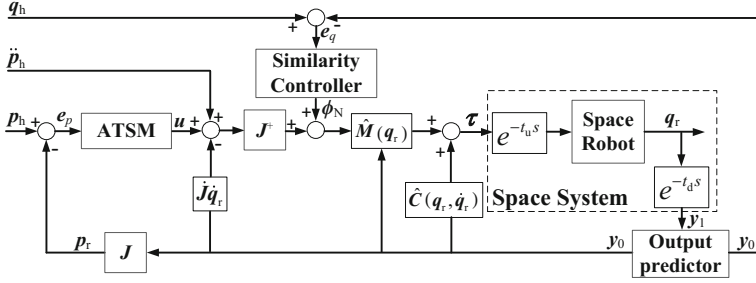 q_h
+
-
e_q
p̈_h
Similarity
Controller
ϕ_N
p_h
+
e_p
-
ATSM
u
+
+
-
J⁺
+
+
M̂(q_r)
+
+
τ
e^{-t_u s}
Space
Robot
q_r
e^{-t_d s}
Space System
J̇q̇_r
Ĉ(q_r, q̇_r)
y_1
p_r
J
y_0
Output
predictor
y_0